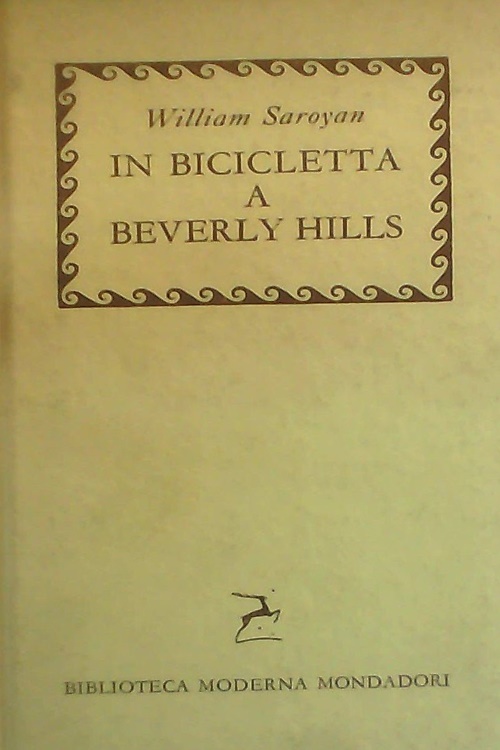 William Saroyan
IN BICICLETTA
A
BEVERLY HILLS
BIBLIOTECA MODERNA MONDADORI